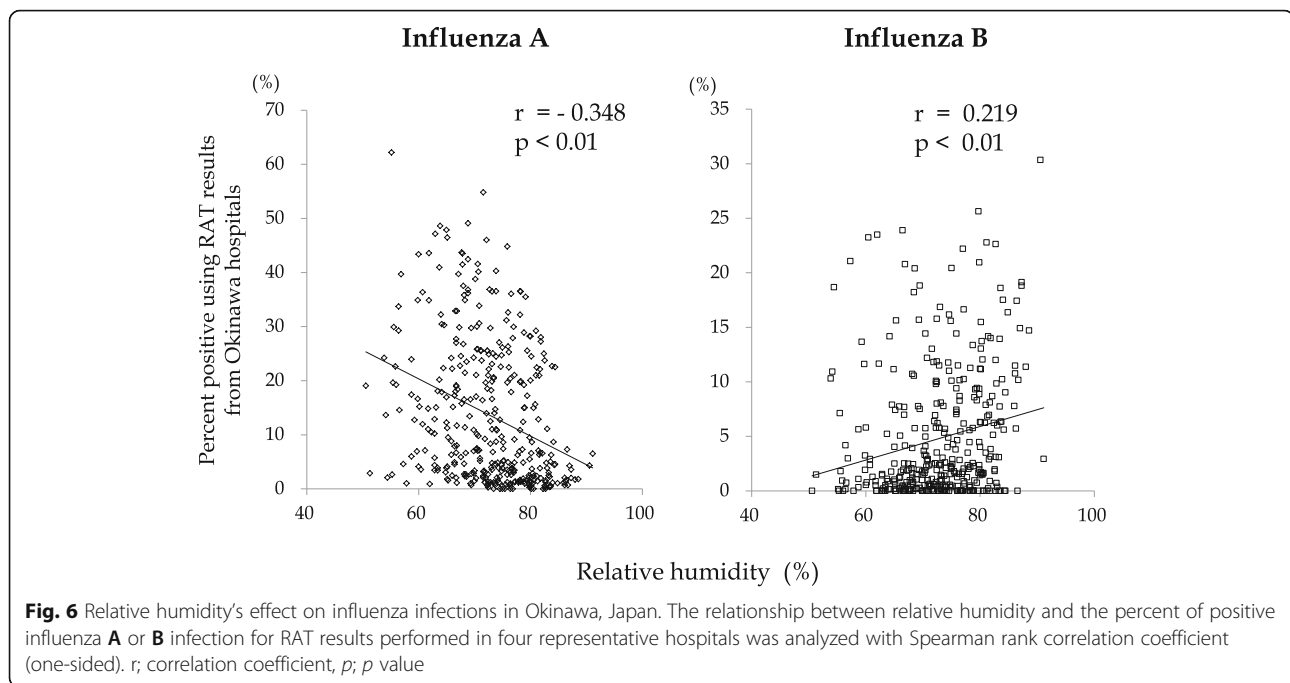 Influenza A
Influenza B
(%)
(%)
r = - 0.348
p < 0.01
r = 0.219
p < 0.01
Percent positive using RAT results
from Okinawa hospitals
70
60
50
40
30
20
10
0
40 60 80 100
35
30
25
20
15
10
5
0
40 60 80 100
Relative humidity (%)
Fig. 6 Relative humidity's effect on influenza infections in Okinawa, Japan. The relationship between relative humidity and the percent of positive
influenza A or B infection for RAT results performed in four representative hospitals was analyzed with Spearman rank correlation coefficient
(one-sided). r; correlation coefficient, p; p value